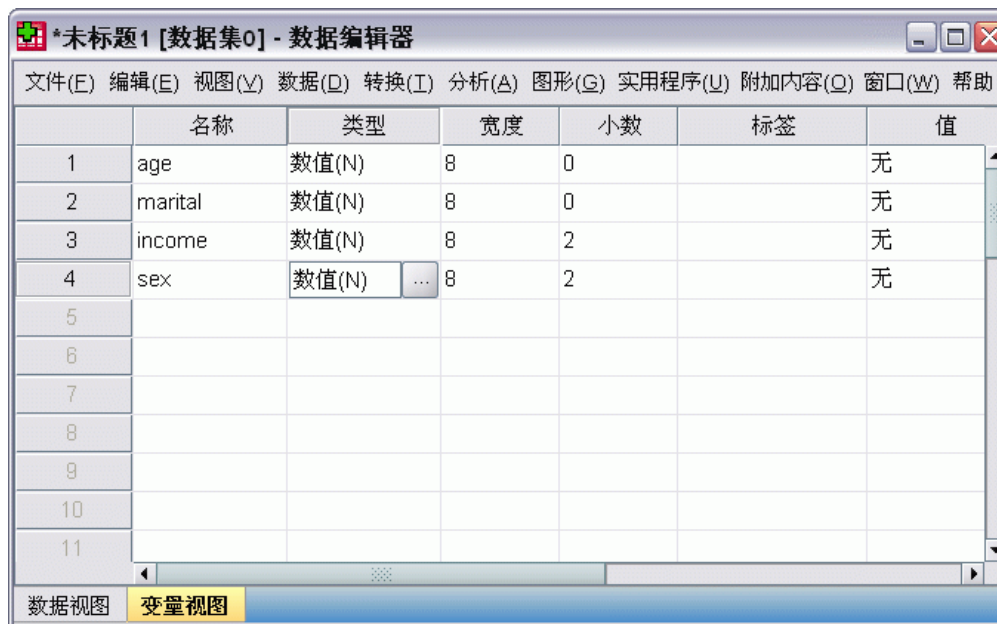 *未标题1 [数据集0] - 数据编辑器
文件(F) 编辑(E) 视图(V) 数据(D) 转换(T) 分析(A) 图形(G) 实用程序(U) 附加内容(O) 窗口(W) 帮助
名称 类型 宽度 小数 标签 值
1 age 数值(N) 8 0 无
2 marital 数值(N) 8 0 无
3 income 数值(N) 8 2 无
4 sex 数值(N) ... 8 2 无
5
6
7
8
9
10
11
数据视图 变量视图